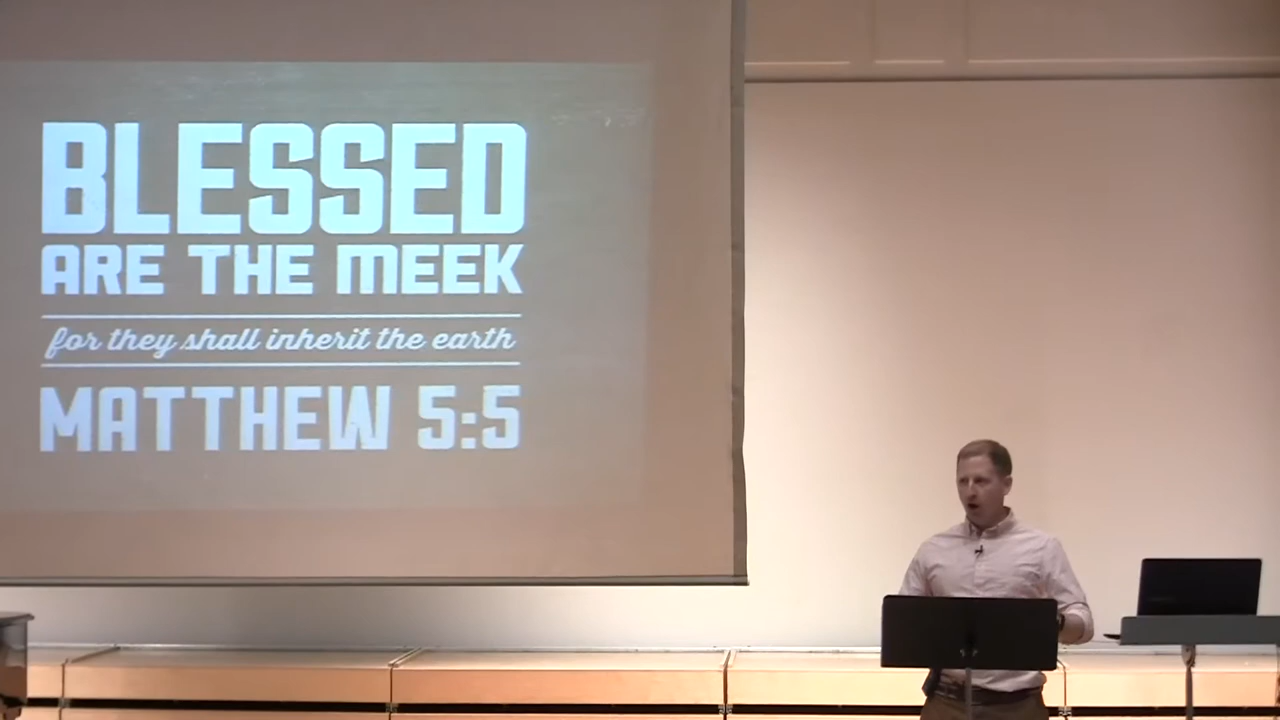 BLESSED
ARE THE MEEK
for they shall inherit the earth
MATTHEW 5:5